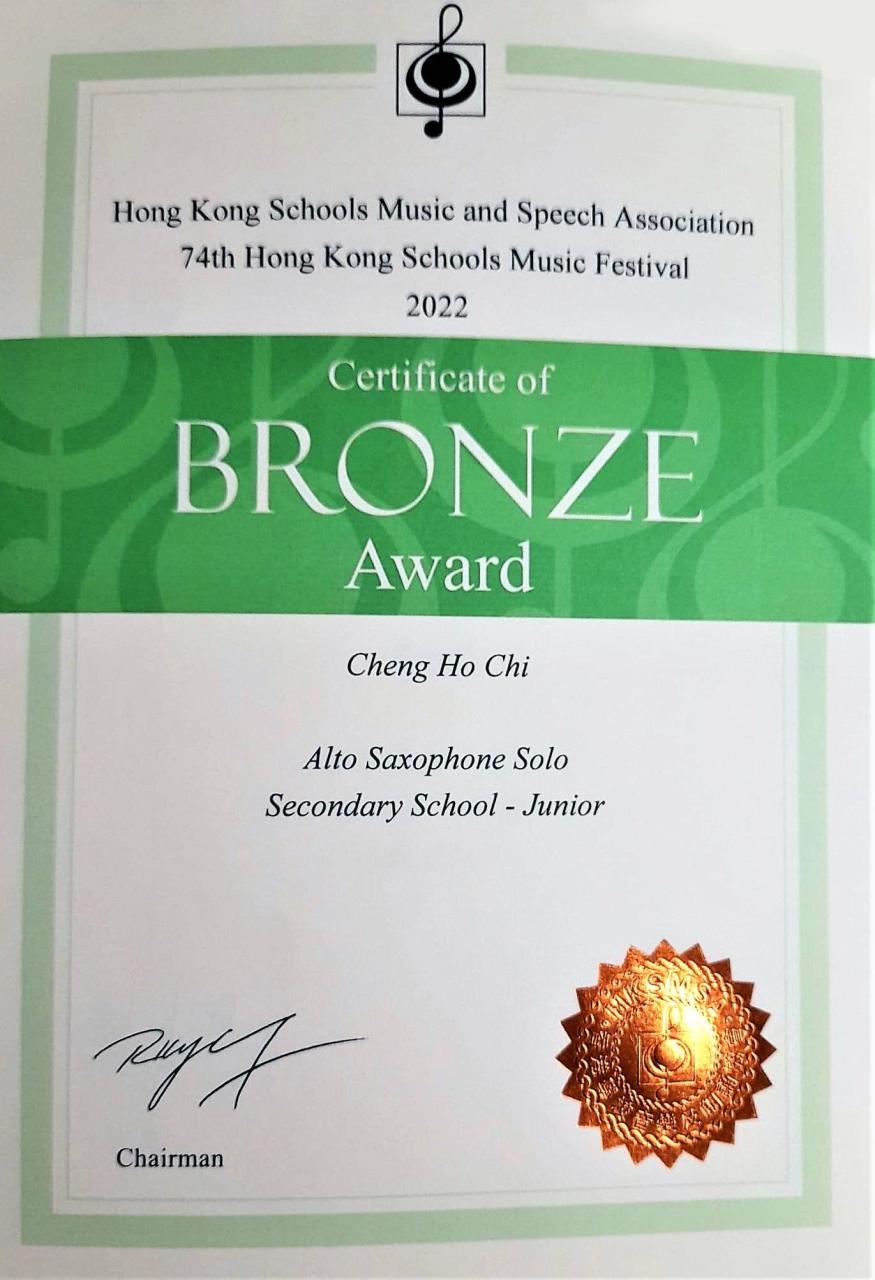 Hong Kong Schools Music and Speech Association
74th Hong Kong Schools Music Festival
2022
Certificate of
BRONZE
Award
Cheng Ho Chi
Alto Saxophone Solo
Secondary School - Junior
Chairman
HKSMSA